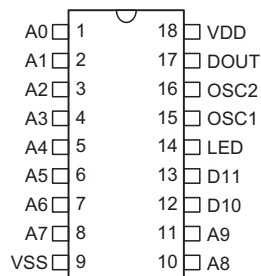 A0 1 18 VDD
A1 2 17 DOUT
A2 3 16 OSC2
A3 4 15 OSC1
A4 5 14 LED
A5 6 13 D11
A6 7 12 D10
A7 8 11 A9
VSS 9 10 A8